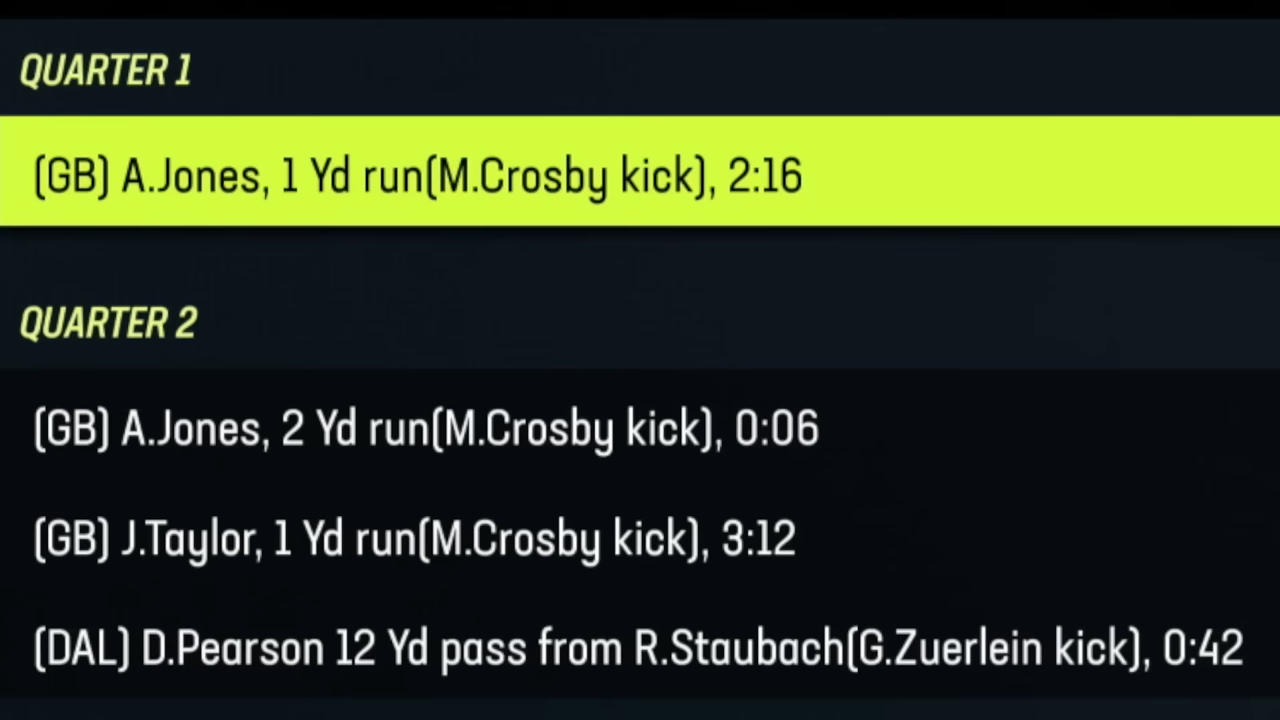 QUARTER 1
(GB) A.Jones, 1 Yd run(M.Crosby kick), 2:16
QUARTER 2
(GB) A.Jones, 2 Yd run(M.Crosby kick), 0:06
(GB) J.Taylor, 1 Yd run(M.Crosby kick), 3:12
(DAL) D.Pearson 12 Yd pass from R.Staubach(G.Zuerlein kick), 0:42